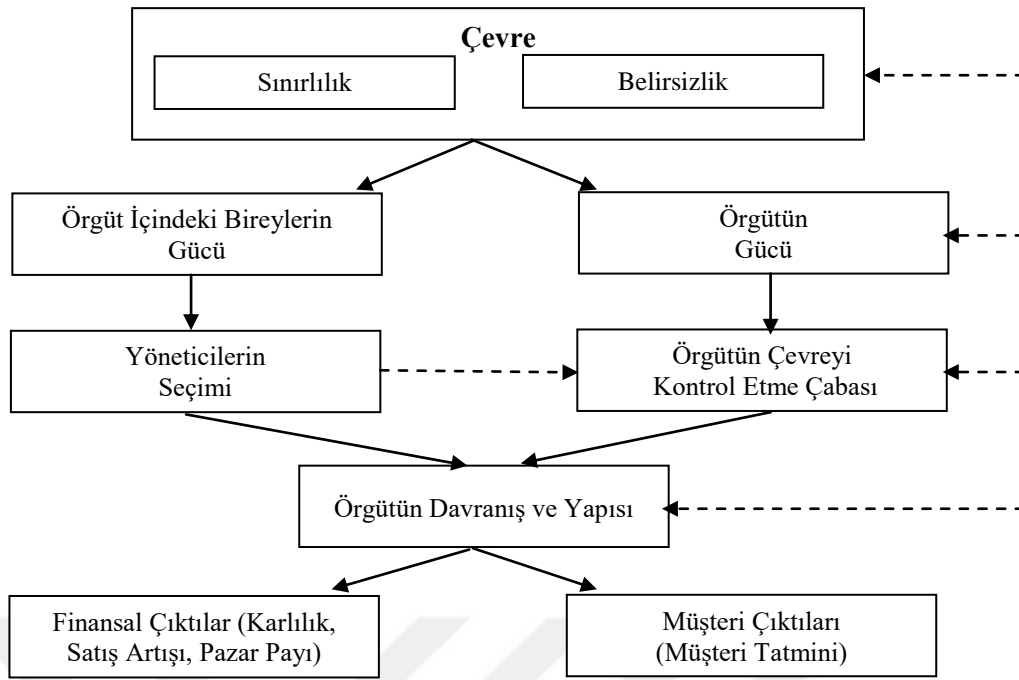 Çevre
Sınırlılık
Belirsizlik
Örgüt İçindeki Bireylerin
Gücü
Örgütün
Gücü
Yöneticilerin
Seçimi
Örgütün Çevreyi
Kontrol Etme Çabası
Örgütün Davranış ve Yapısı
Finansal Çıktılar (Karlılık,
Satış Artışı, Pazar Payı)
Müşteri Çıktıları
(Müşteri Tatmini)